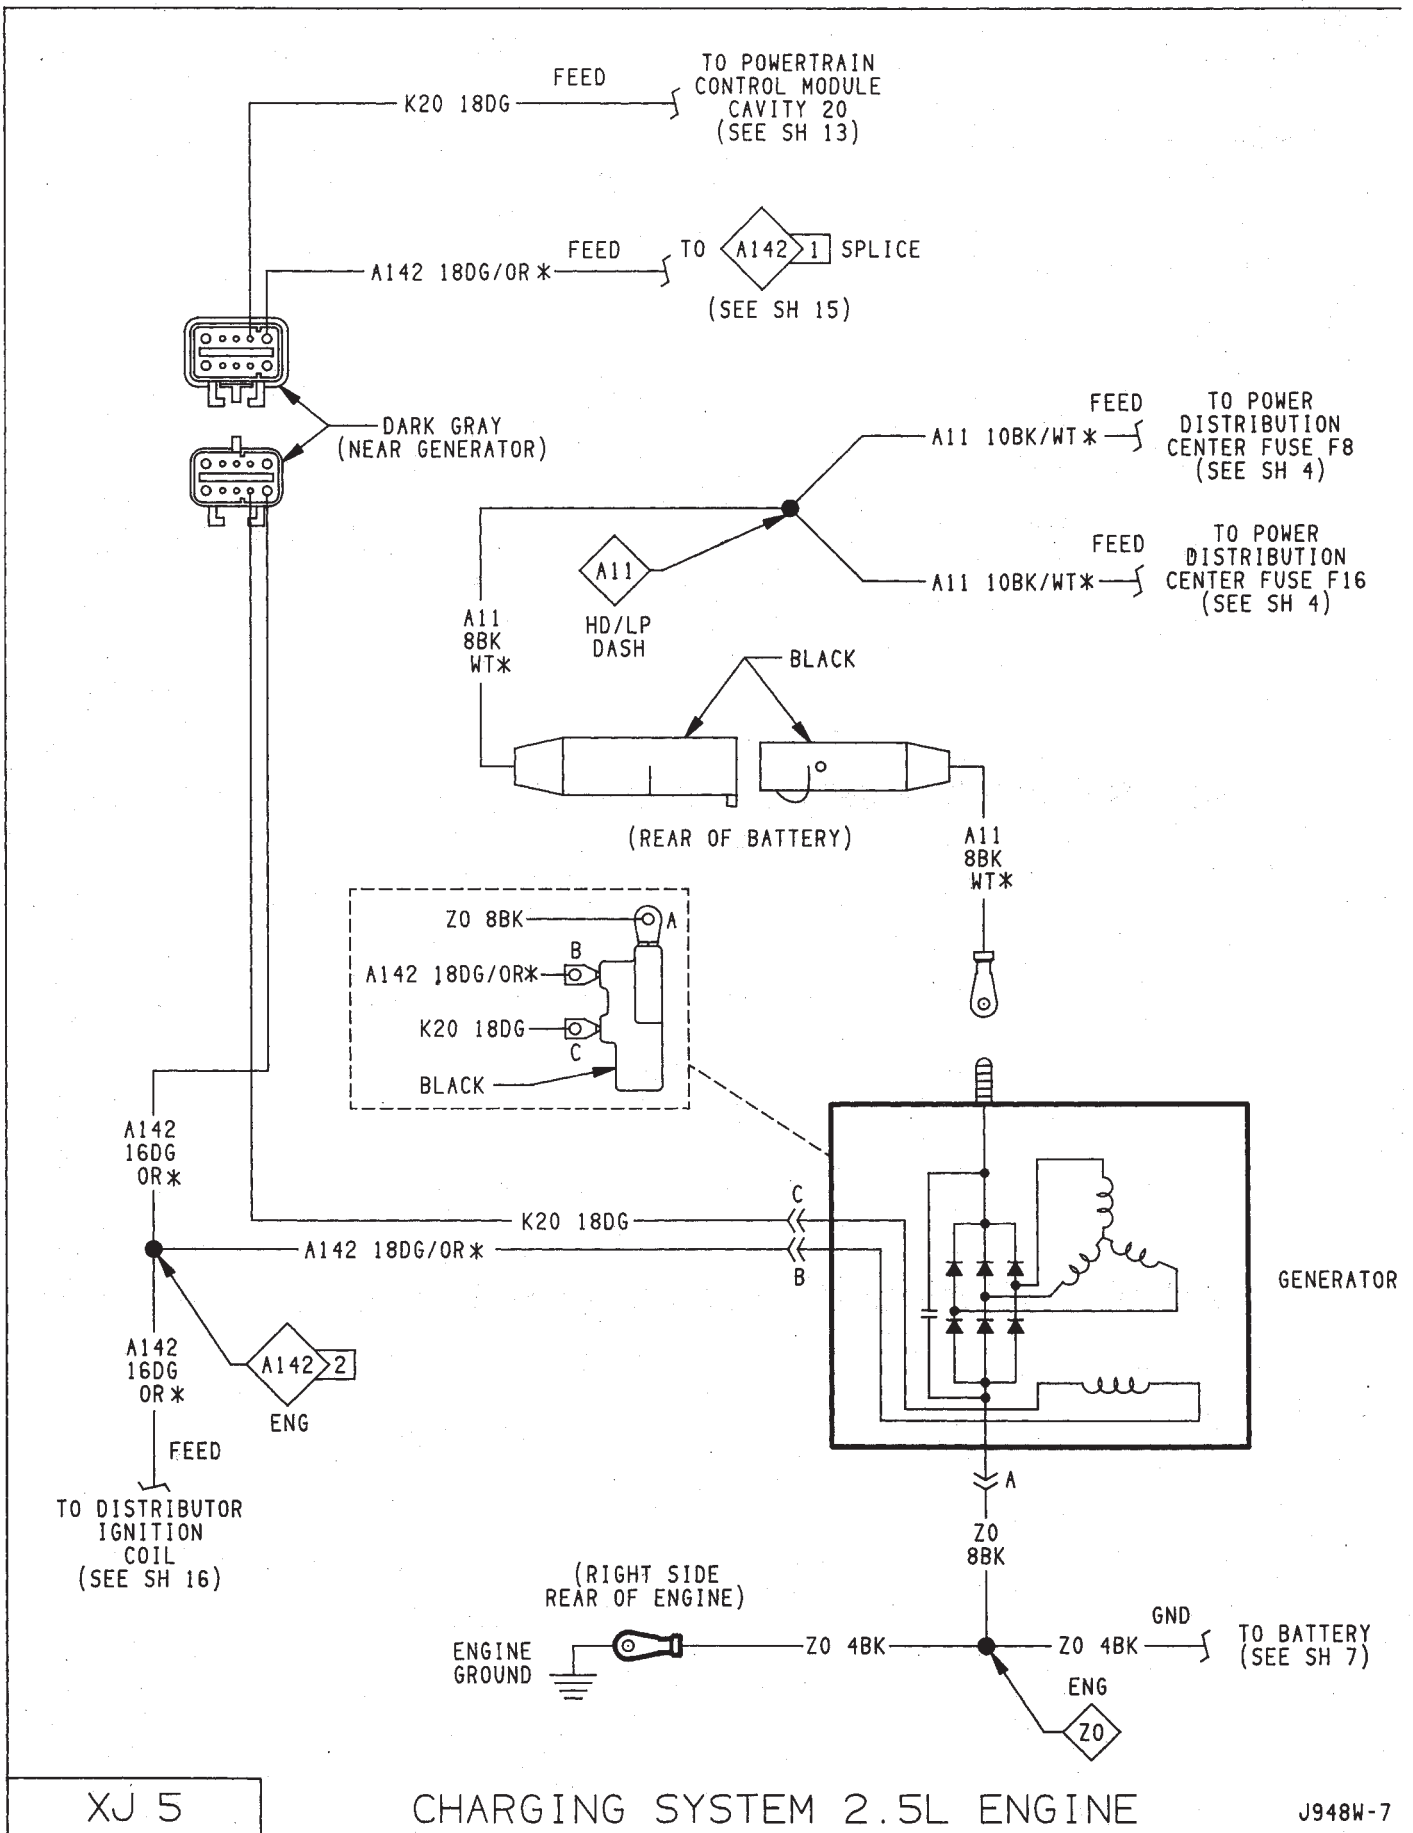 FEED
TO POWERTRAIN
CONTROL MODULE
CAVITY 20
(SEE SH 13)
K20 18DG
FEED
TO A142 1 SPLICE
A142 18DG/OR*
(SEE SH 15)
DARK GRAY
(NEAR GENERATOR)
FEED
A11 10BK/WT*
TO POWER
DISTRIBUTION
CENTER FUSE F8
(SEE SH 4)
FEED
A11 10BK/WT*
TO POWER
DISTRIBUTION
CENTER FUSE F16
(SEE SH 4)
A11
HD/LP
DASH
A11
8BK
WT*
BLACK
(REAR OF BATTERY)
A11
8BK
WT*
Z0 8BK
A
B
A142 18DG/OR*
K20 18DG
C
BLACK
A142
16DG
OR*
C
K20 18DG
A142 18DG/OR*
B
GENERATOR
A142
16DG
OR*
A142 2
ENG
FEED
TO DISTRIBUTOR
IGNITION
COIL
(SEE SH 16)
A
Z0
8BK
(RIGHT SIDE
REAR OF ENGINE)
ENGINE
GROUND
Z0 4BK
Z0 4BK
GND
TO BATTERY
(SEE SH 7)
ENG
Z0
XJ 5
CHARGING SYSTEM 2.5L ENGINE
J948W-7